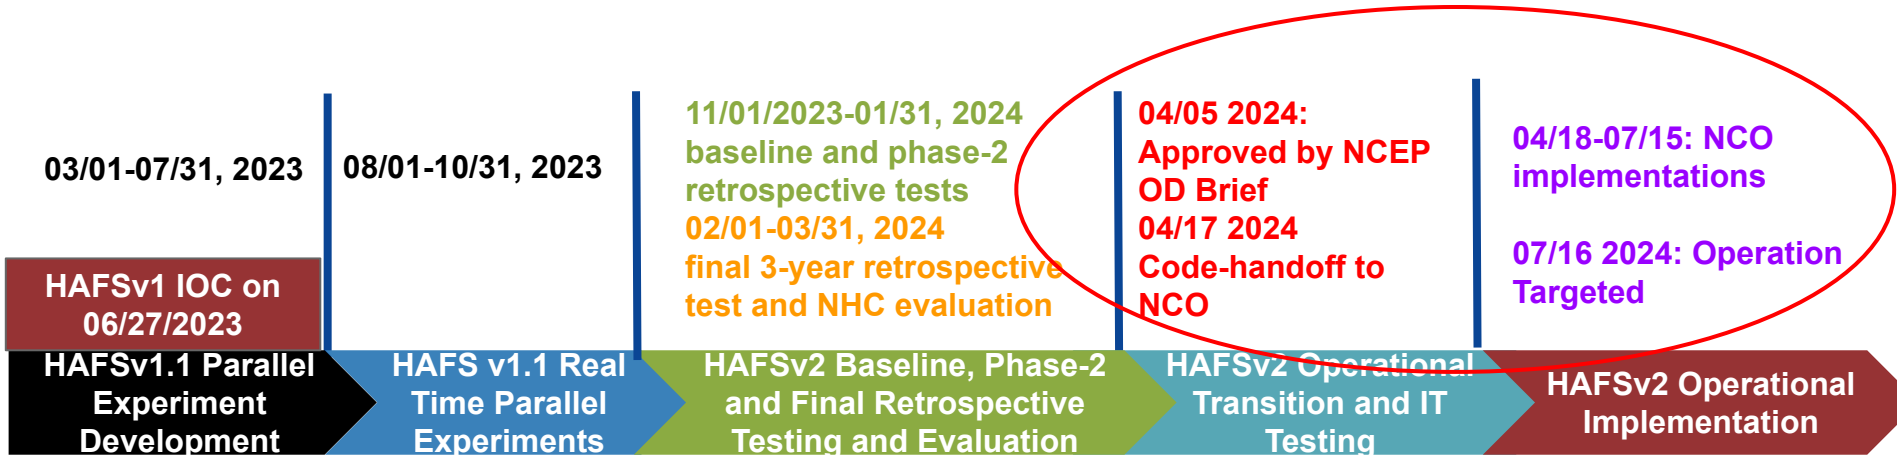 03/01-07/31, 2023
HAFSv1 IOC on
06/27/2023
HAFSv1.1 Parallel
Experiment
Development
08/01-10/31, 2023
HAFS v1.1 Real
Time Parallel
Experiments
11/01/2023-01/31, 2024
baseline and phase-2
retrospective tests
02/01-03/31, 2024
final 3-year retrospective
test and NHC evaluation
HAFSv2 Baseline, Phase-2
and Final Retrospective
Testing and Evaluation
04/05 2024:
Approved by NCEP
OD Brief
04/17 2024
Code-handoff to
NCO
HAFSv2 Operational
Transition and IT
Testing
04/18-07/15: NCO
implementations
07/16 2024: Operation
Targeted
HAFSv2 Operational
Implementation